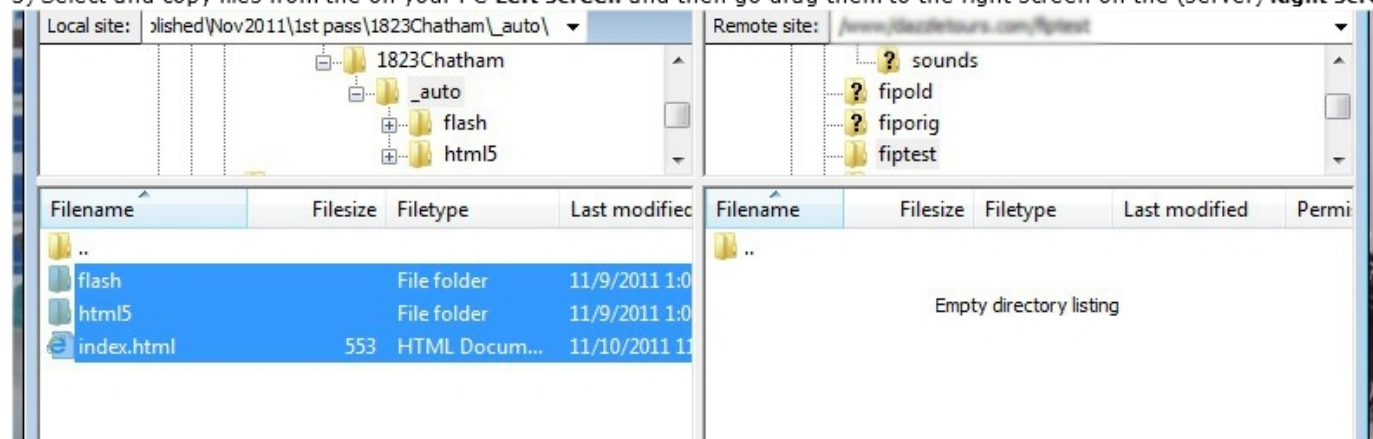 Select and copy files from the on your PC Left Screen and then go drag them to the right screen on the (Server) Right
Local site: blished\Nov2011\1st pass\1823Chatham\_auto\
1823Chatham
_auto
flash
html5
Remote site:
? sounds
? fipold
? fiporig
fiptest
Filename Filesize Filetype Last modified
..
flash File folder 11/9/2011 1:0
html5 File folder 11/9/2011 1:0
index.html 553 HTML Docum... 11/10/2011 11
Filename Filesize Filetype Last modified Permi
..
Empty directory listing